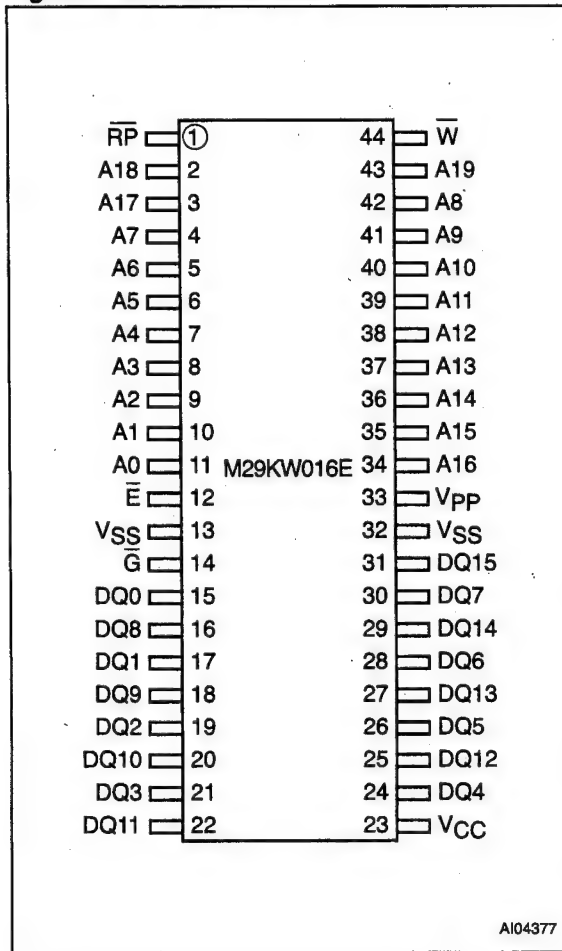 R̅P̅ 1 44 W̅
A18 2 43 A19
A17 3 42 A8
A7 4 41 A9
A6 5 40 A10
A5 6 39 A11
A4 7 38 A12
A3 8 37 A13
A2 9 36 A14
A1 10 35 A15
A0 11 M29KW016E 34 A16
E̅ 12 33 VPP
VSS 13 32 VSS
G̅ 14 31 DQ15
DQ0 15 30 DQ7
DQ8 16 29 DQ14
DQ1 17 28 DQ6
DQ9 18 27 DQ13
DQ2 19 26 DQ5
DQ10 20 25 DQ12
DQ3 21 24 DQ4
DQ11 22 23 VCC
AI04377